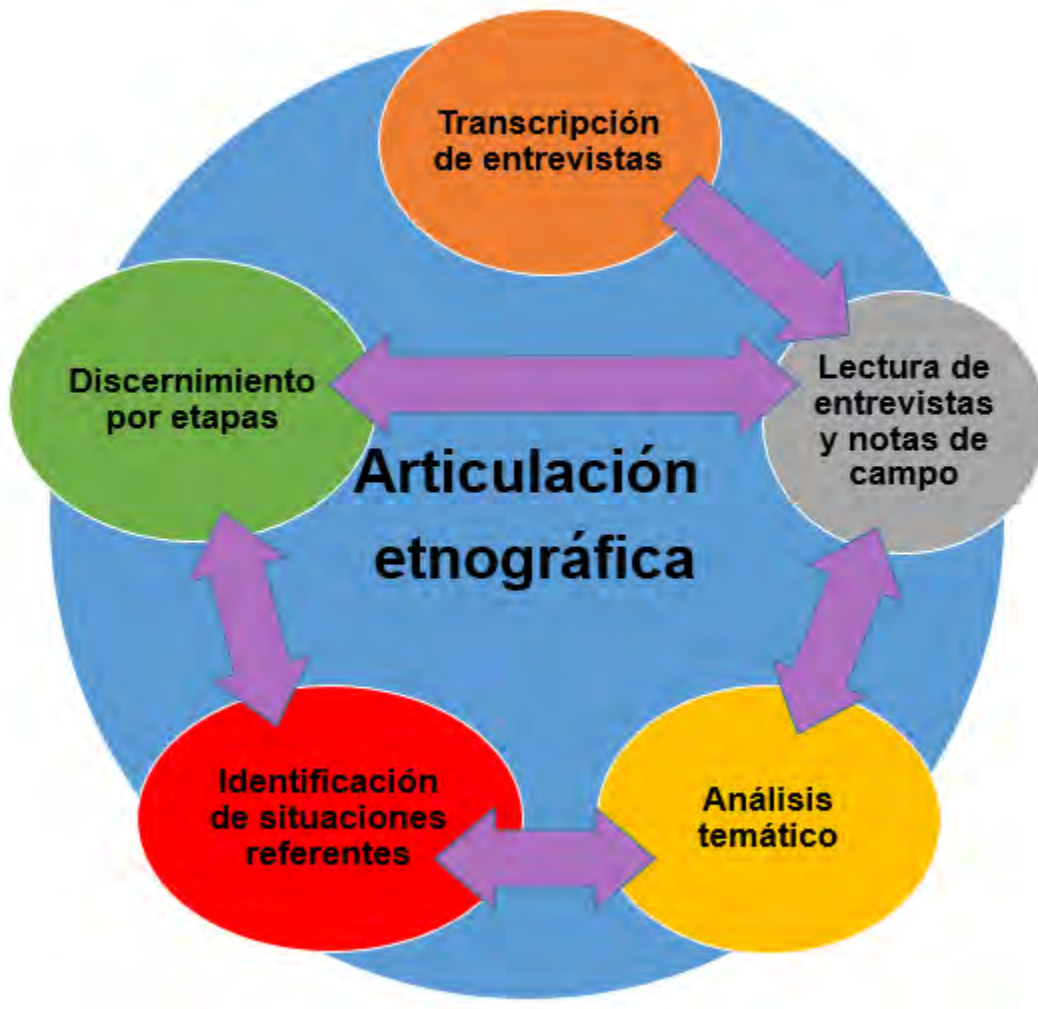 Transcripción
de entrevistas
Lectura de
entrevistas
y notas de
campo
Discernimiento
por etapas
Articulación
etnográfica
Identificación
de situaciones
referentes
Análisis
temático